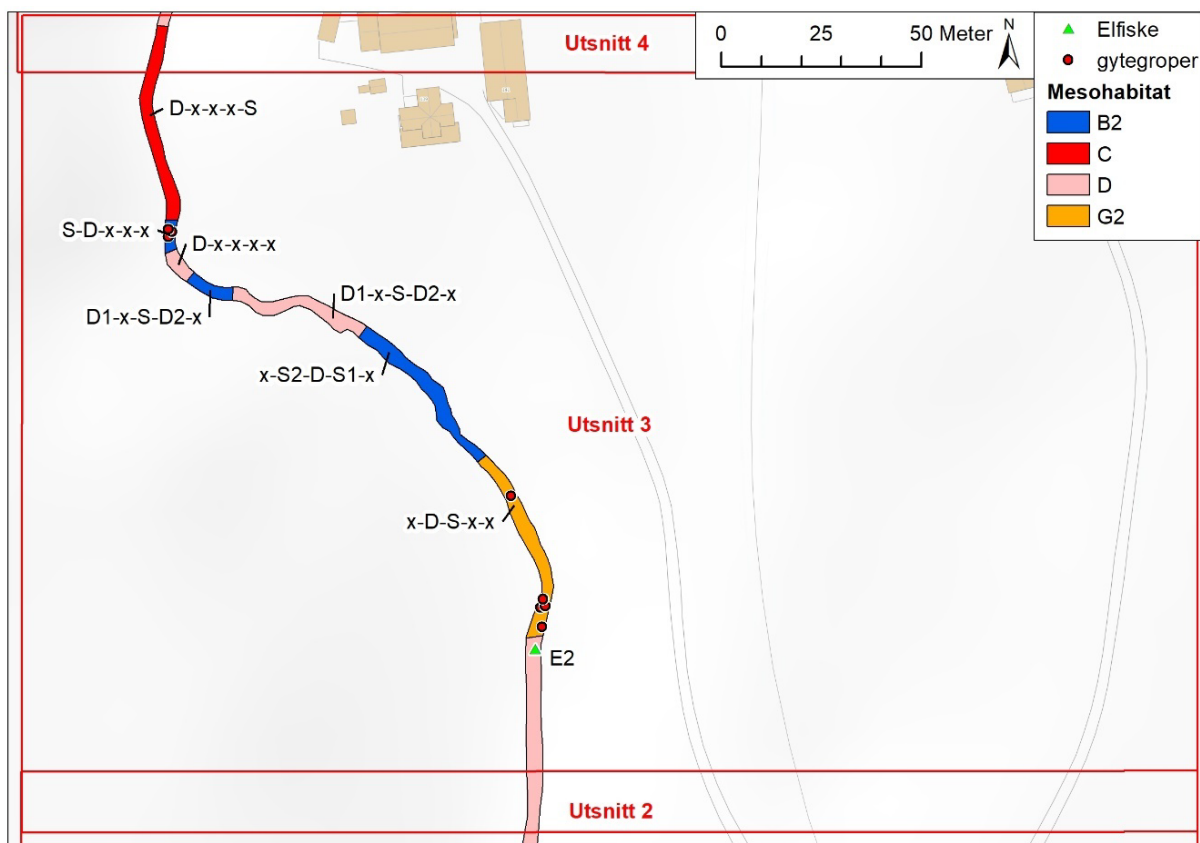 Utsnitt 4
0 25 50 Meter
N
Elfiske
gytegroper
Mesohabitat
B2
C
D
G2
D-x-x-x-S
S-D-x-x-x
D-x-x-x-x
D1-x-S-D2-x
D1-x-S-D2-x
x-S2-D-S1-x
Utsnitt 3
x-D-S-x-x
E2
Utsnitt 2